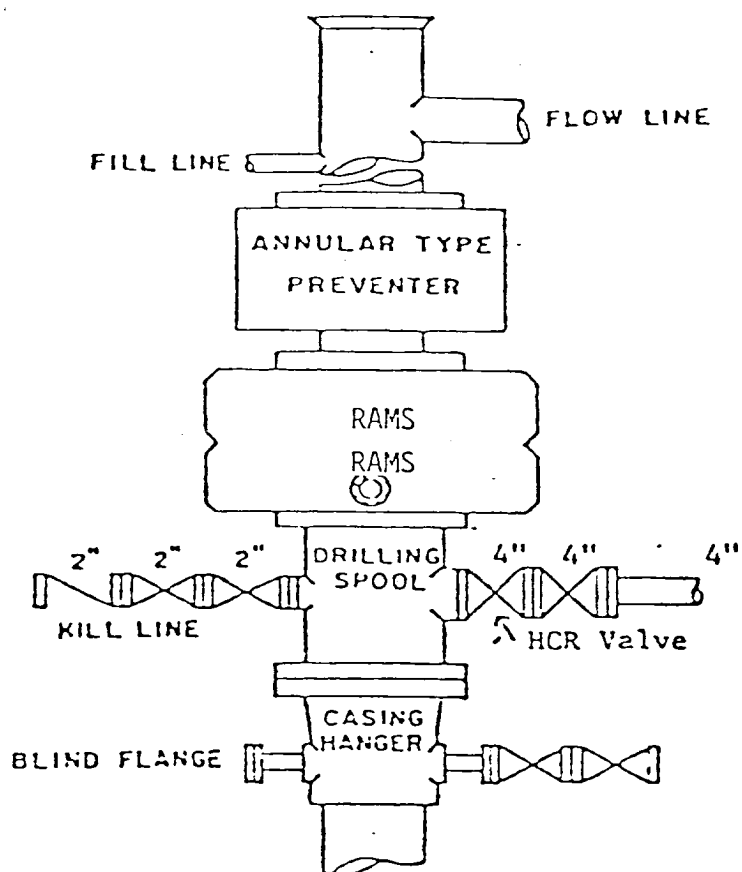 FLOW LINE
FILL LINE
ANNULAR TYPE
PREVENTER
RAMS
RAMS
2" 2" 2"
DRILLING
SPOOL
4" 4" 4"
KILL LINE
HCR Valve
CASING
HANGER
BLIND FLANGE